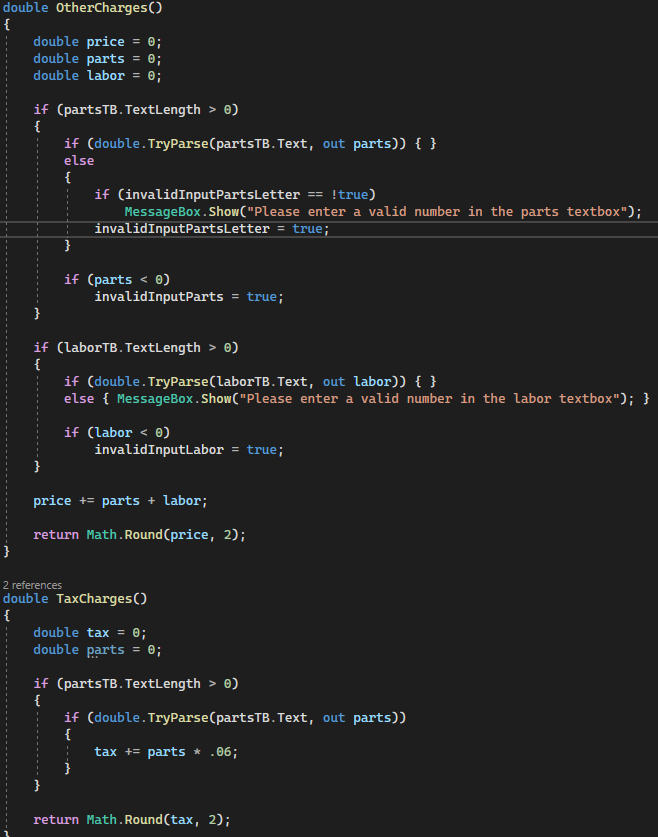 double OtherCharges()
{
    double price = 0;
    double parts = 0;
    double labor = 0;

    if (partsTB.TextLength > 0)
    {
        if (double.TryParse(partsTB.Text, out parts)) { }
        else
        {
            if (invalidInputPartsLetter == !true)
                MessageBox.Show("Please enter a valid number in the parts textbox");
            invalidInputPartsLetter = true;
        }

        if (parts < 0)
            invalidInputParts = true;
    }

    if (laborTB.TextLength > 0)
    {
        if (double.TryParse(laborTB.Text, out labor)) { }
        else { MessageBox.Show("Please enter a valid number in the labor textbox"); }

        if (labor < 0)
            invalidInputLabor = true;
    }

    price += parts + labor;

    return Math.Round(price, 2);
}

2 references
double TaxCharges()
{
    double tax = 0;
    double parts = 0;

    if (partsTB.TextLength > 0)
    {
        if (double.TryParse(partsTB.Text, out parts))
        {
            tax += parts * .06;
        }
    }

    return Math.Round(tax, 2);
}